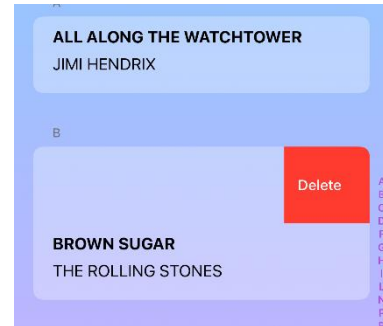 A
ALL ALONG THE WATCHTOWER
JIMI HENDRIX
B
Delete
BROWN SUGAR
THE ROLLING STONES
A
B
C
D
F
G
H
I
L
N
P